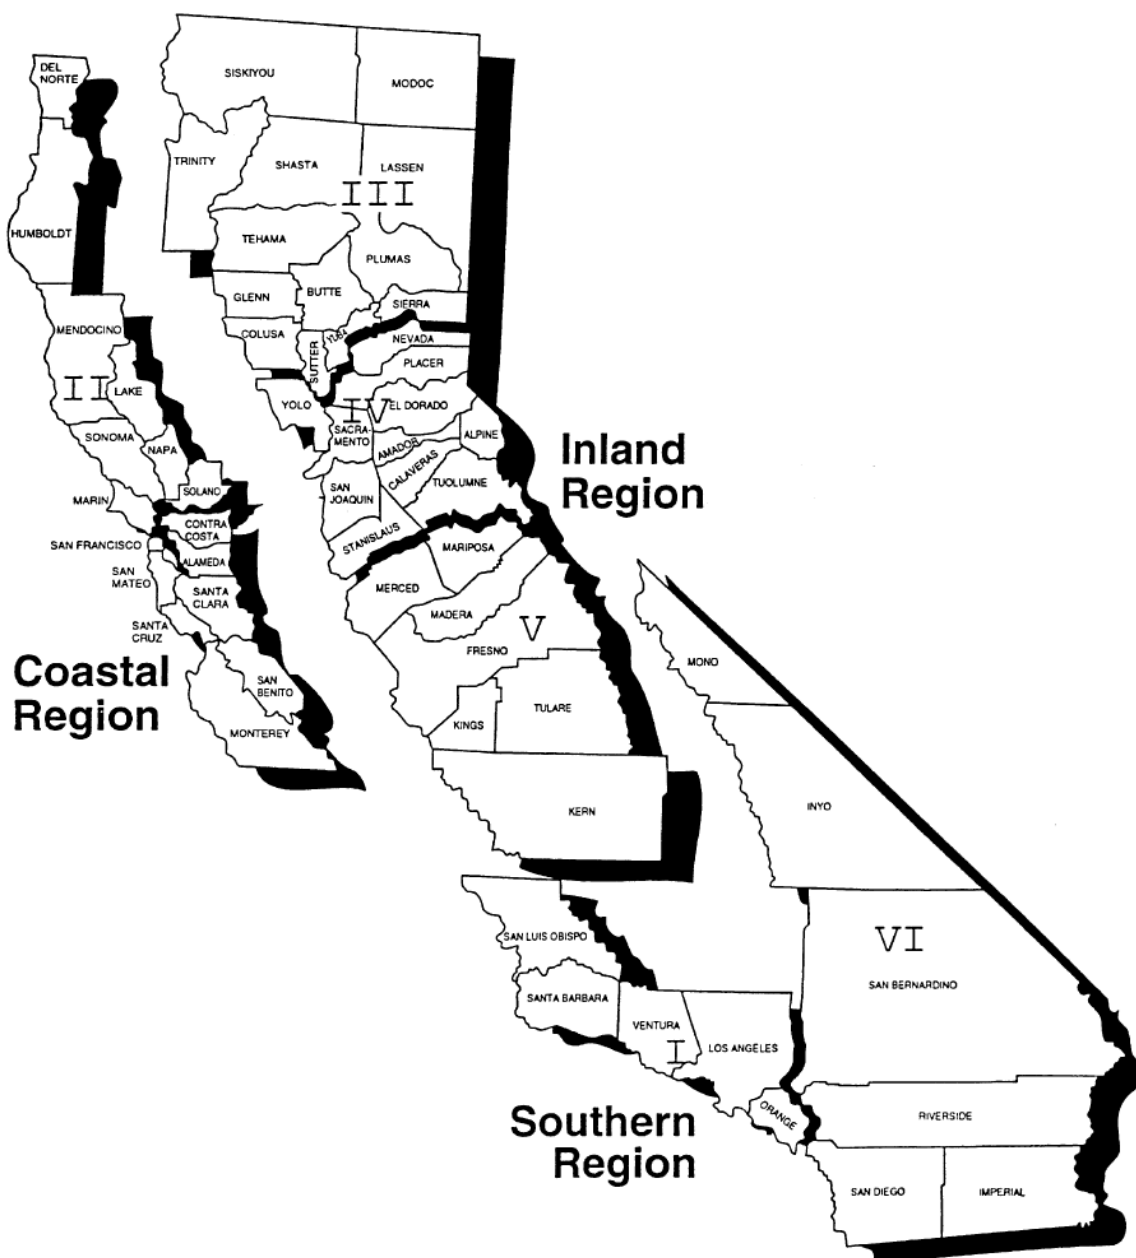 DEL
NORTE
SISKIYOU
MODOC
TRINITY
SHASTA
LASSEN
III
HUMBOLDT
TEHAMA
PLUMAS
GLENN
BUTTE
SIERRA
MENDOCINO
COLUSA
SUTTER
YUBA
NEVADA
PLACER
II
LAKE
YOLO
IV
EL DORADO
SONOMA
NAPA
SACRA-
MENTO
AMADOR
ALPINE
Inland
Region
CALAVERAS
TUOLUMNE
SOLANO
SAN
JOAQUIN
MARIN
CONTRA
COSTA
STANISLAUS
SAN FRANCISCO
MARIPOSA
ALAMEDA
SAN
MATEO
SANTA
CLARA
MERCED
MADERA
SANTA
CRUZ
V
FRESNO
MONO
Coastal
Region
SAN
BENITO
TULARE
KINGS
MONTEREY
INYO
KERN
SAN LUIS OBISPO
VI
SAN BERNARDINO
SANTA BARBARA
VENTURA
I
LOS ANGELES
ORANGE
RIVERSIDE
Southern
Region
SAN DIEGO
IMPERIAL